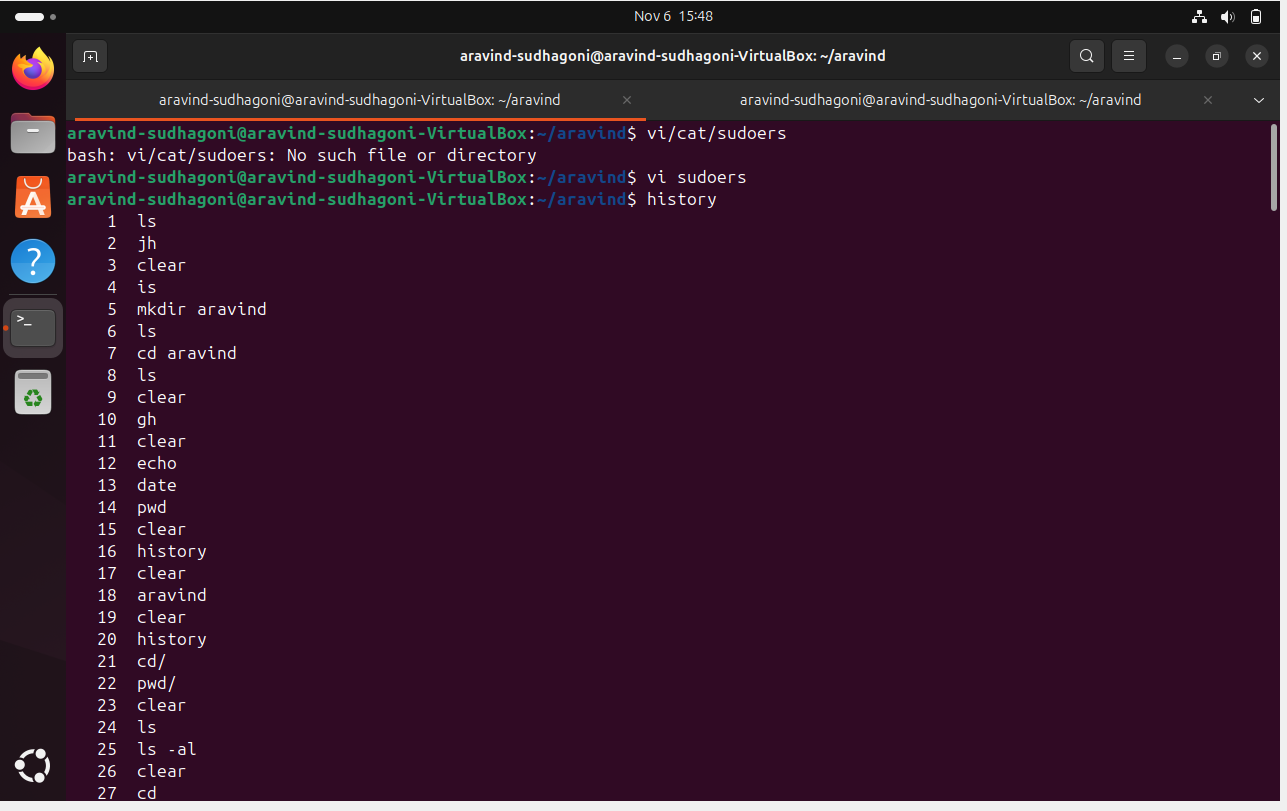 Nov 6 15:48
aravind-sudhagoni@aravind-sudhagoni-VirtualBox: ~/aravind
aravind-sudhagoni@aravind-sudhagoni-VirtualBox: ~/aravind
aravind-sudhagoni@aravind-sudhagoni-VirtualBox: ~/aravind
aravind-sudhagoni@aravind-sudhagoni-VirtualBox:~/aravind$ vi/cat/sudoers
bash: vi/cat/sudoers: No such file or directory
aravind-sudhagoni@aravind-sudhagoni-VirtualBox:~/aravind$ vi sudoers
aravind-sudhagoni@aravind-sudhagoni-VirtualBox:~/aravind$ history
1 ls
2 jh
3 clear
4 is
5 mkdir aravind
6 ls
7 cd aravind
8 ls
9 clear
10 gh
11 clear
12 echo
13 date
14 pwd
15 clear
16 history
17 clear
18 aravind
19 clear
20 history
21 cd/
22 pwd/
23 clear
24 ls
25 ls -al
26 clear
27 cd